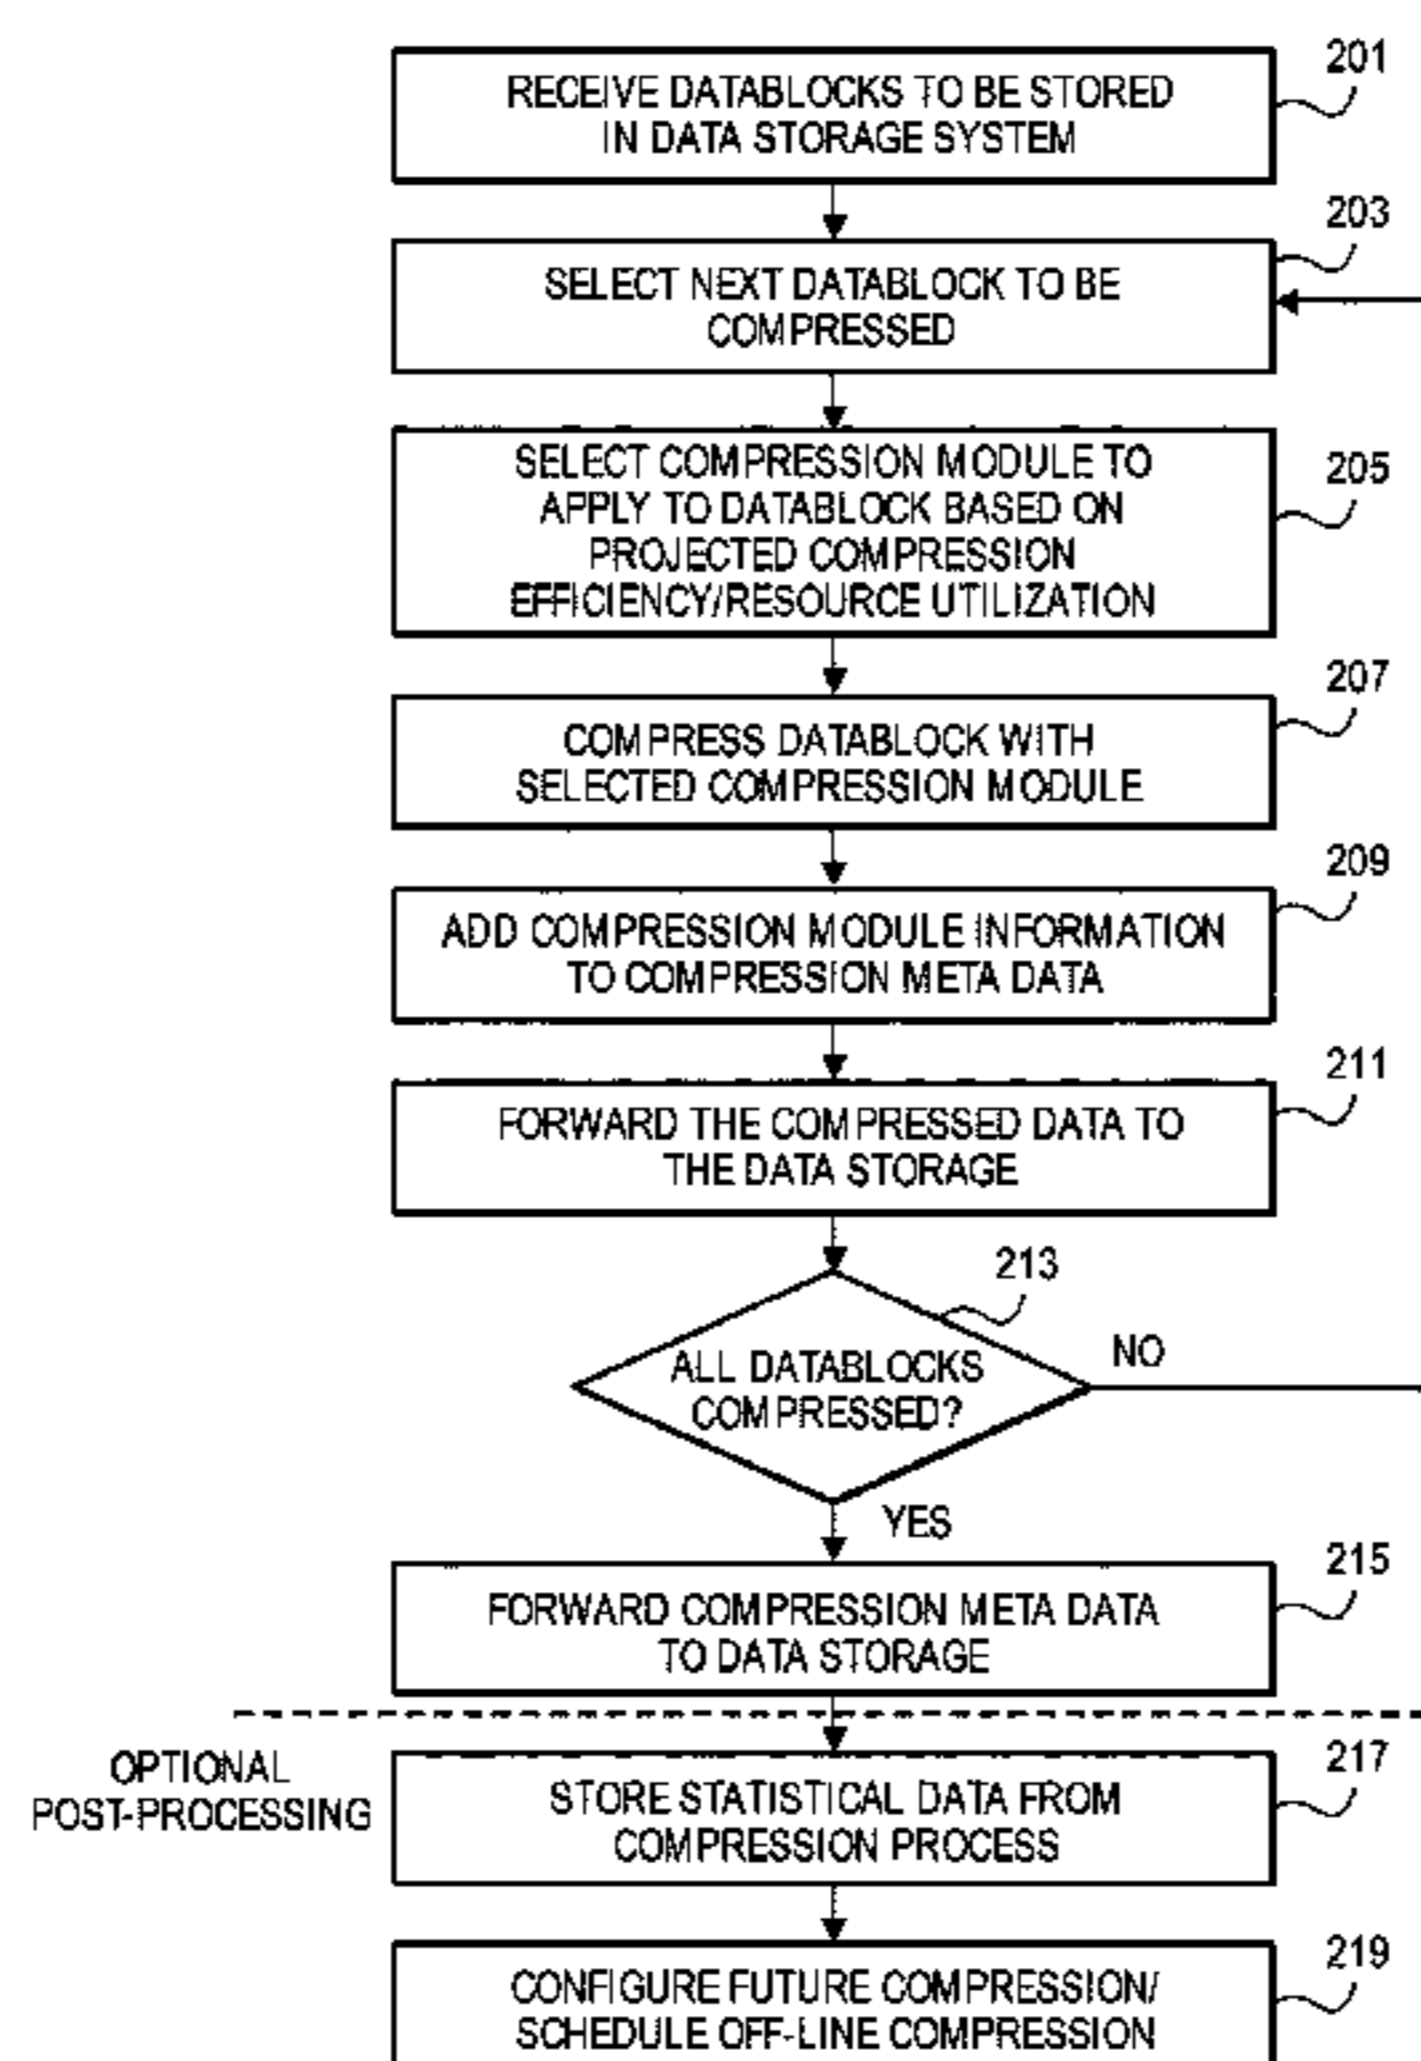 201
RECEIVE DATABLOCKS TO BE STORED
IN DATA STORAGE SYSTEM
203
SELECT NEXT DATABLOCK TO BE
COMPRESSED
205
SELECT COMPRESSION MODULE TO
APPLY TO DATABLOCK BASED ON
PROJECTED COMPRESSION
EFFICIENCY/RESOURCE UTILIZATION
207
COMPRESS DATABLOCK WITH
SELECTED COMPRESSION MODULE
209
ADD COMPRESSION MODULE INFORMATION
TO COMPRESSION META DATA
211
FORWARD THE COMPRESSED DATA TO
THE DATA STORAGE
213
ALL DATABLOCKS
COMPRESSED?
NO
YES
215
FORWARD COMPRESSION META DATA
TO DATA STORAGE
OPTIONAL
POST-PROCESSING
217
STORE STATISTICAL DATA FROM
COMPRESSION PROCESS
219
CONFIGURE FUTURE COMPRESSION/
SCHEDULE OFF-LINE COMPRESSION